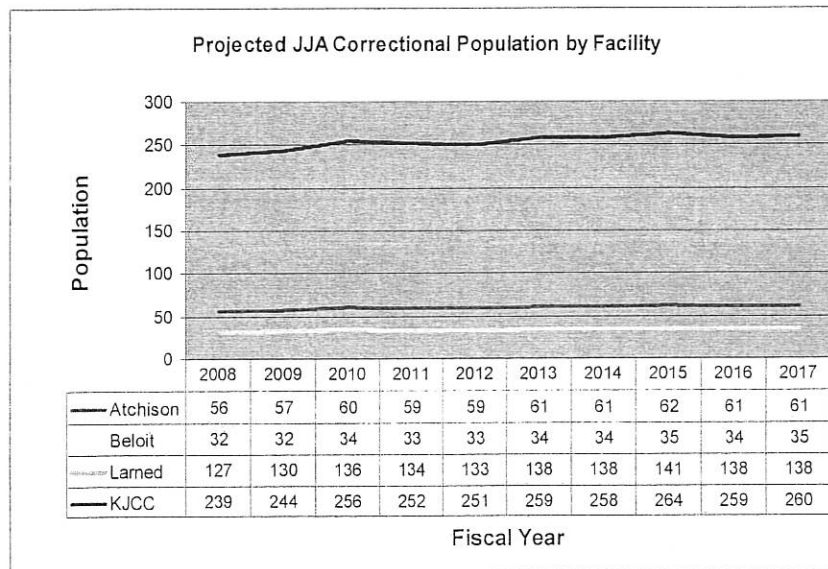 Projected JJA Correctional Population by Facility
Population
300
250
200
150
100
50
0
2008 2009 2010 2011 2012 2013 2014 2015 2016 2017
Atchison 56 57 60 59 59 61 61 62 61 61
Beloit 32 32 34 33 33 34 34 35 34 35
Larned 127 130 136 134 133 138 138 141 138 138
KJCC 239 244 256 252 251 259 258 264 259 260
Fiscal Year